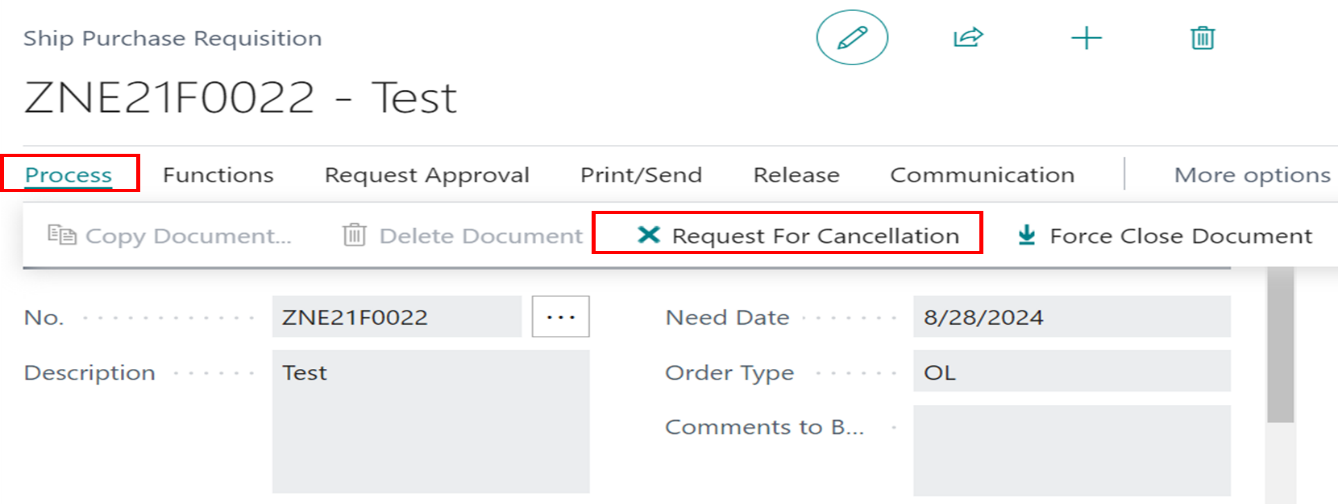 Ship Purchase Requisition
ZNE21F0022 - Test
Process Functions Request Approval Print/Send Release Communication More options
Copy Document... Delete Document Request For Cancellation Force Close Document
No. ZNE21F0022 ... Need Date 8/28/2024
Description Test Order Type OL
Comments to B...